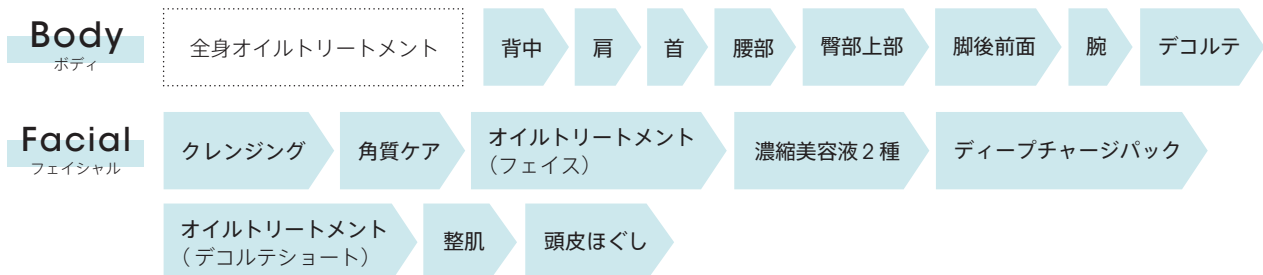 Body
ボディ
全身オイルトリートメント
背中
肩
首
腰部
臀部上部
脚後前面
腕
デコルテ
Facial
フェイシャル
クレンジング
角質ケア
オイルトリートメント
（フェイス）
濃縮美容液２種
ディープチャージパック
オイルトリートメント
（デコルテショート）
整肌
頭皮ほぐし